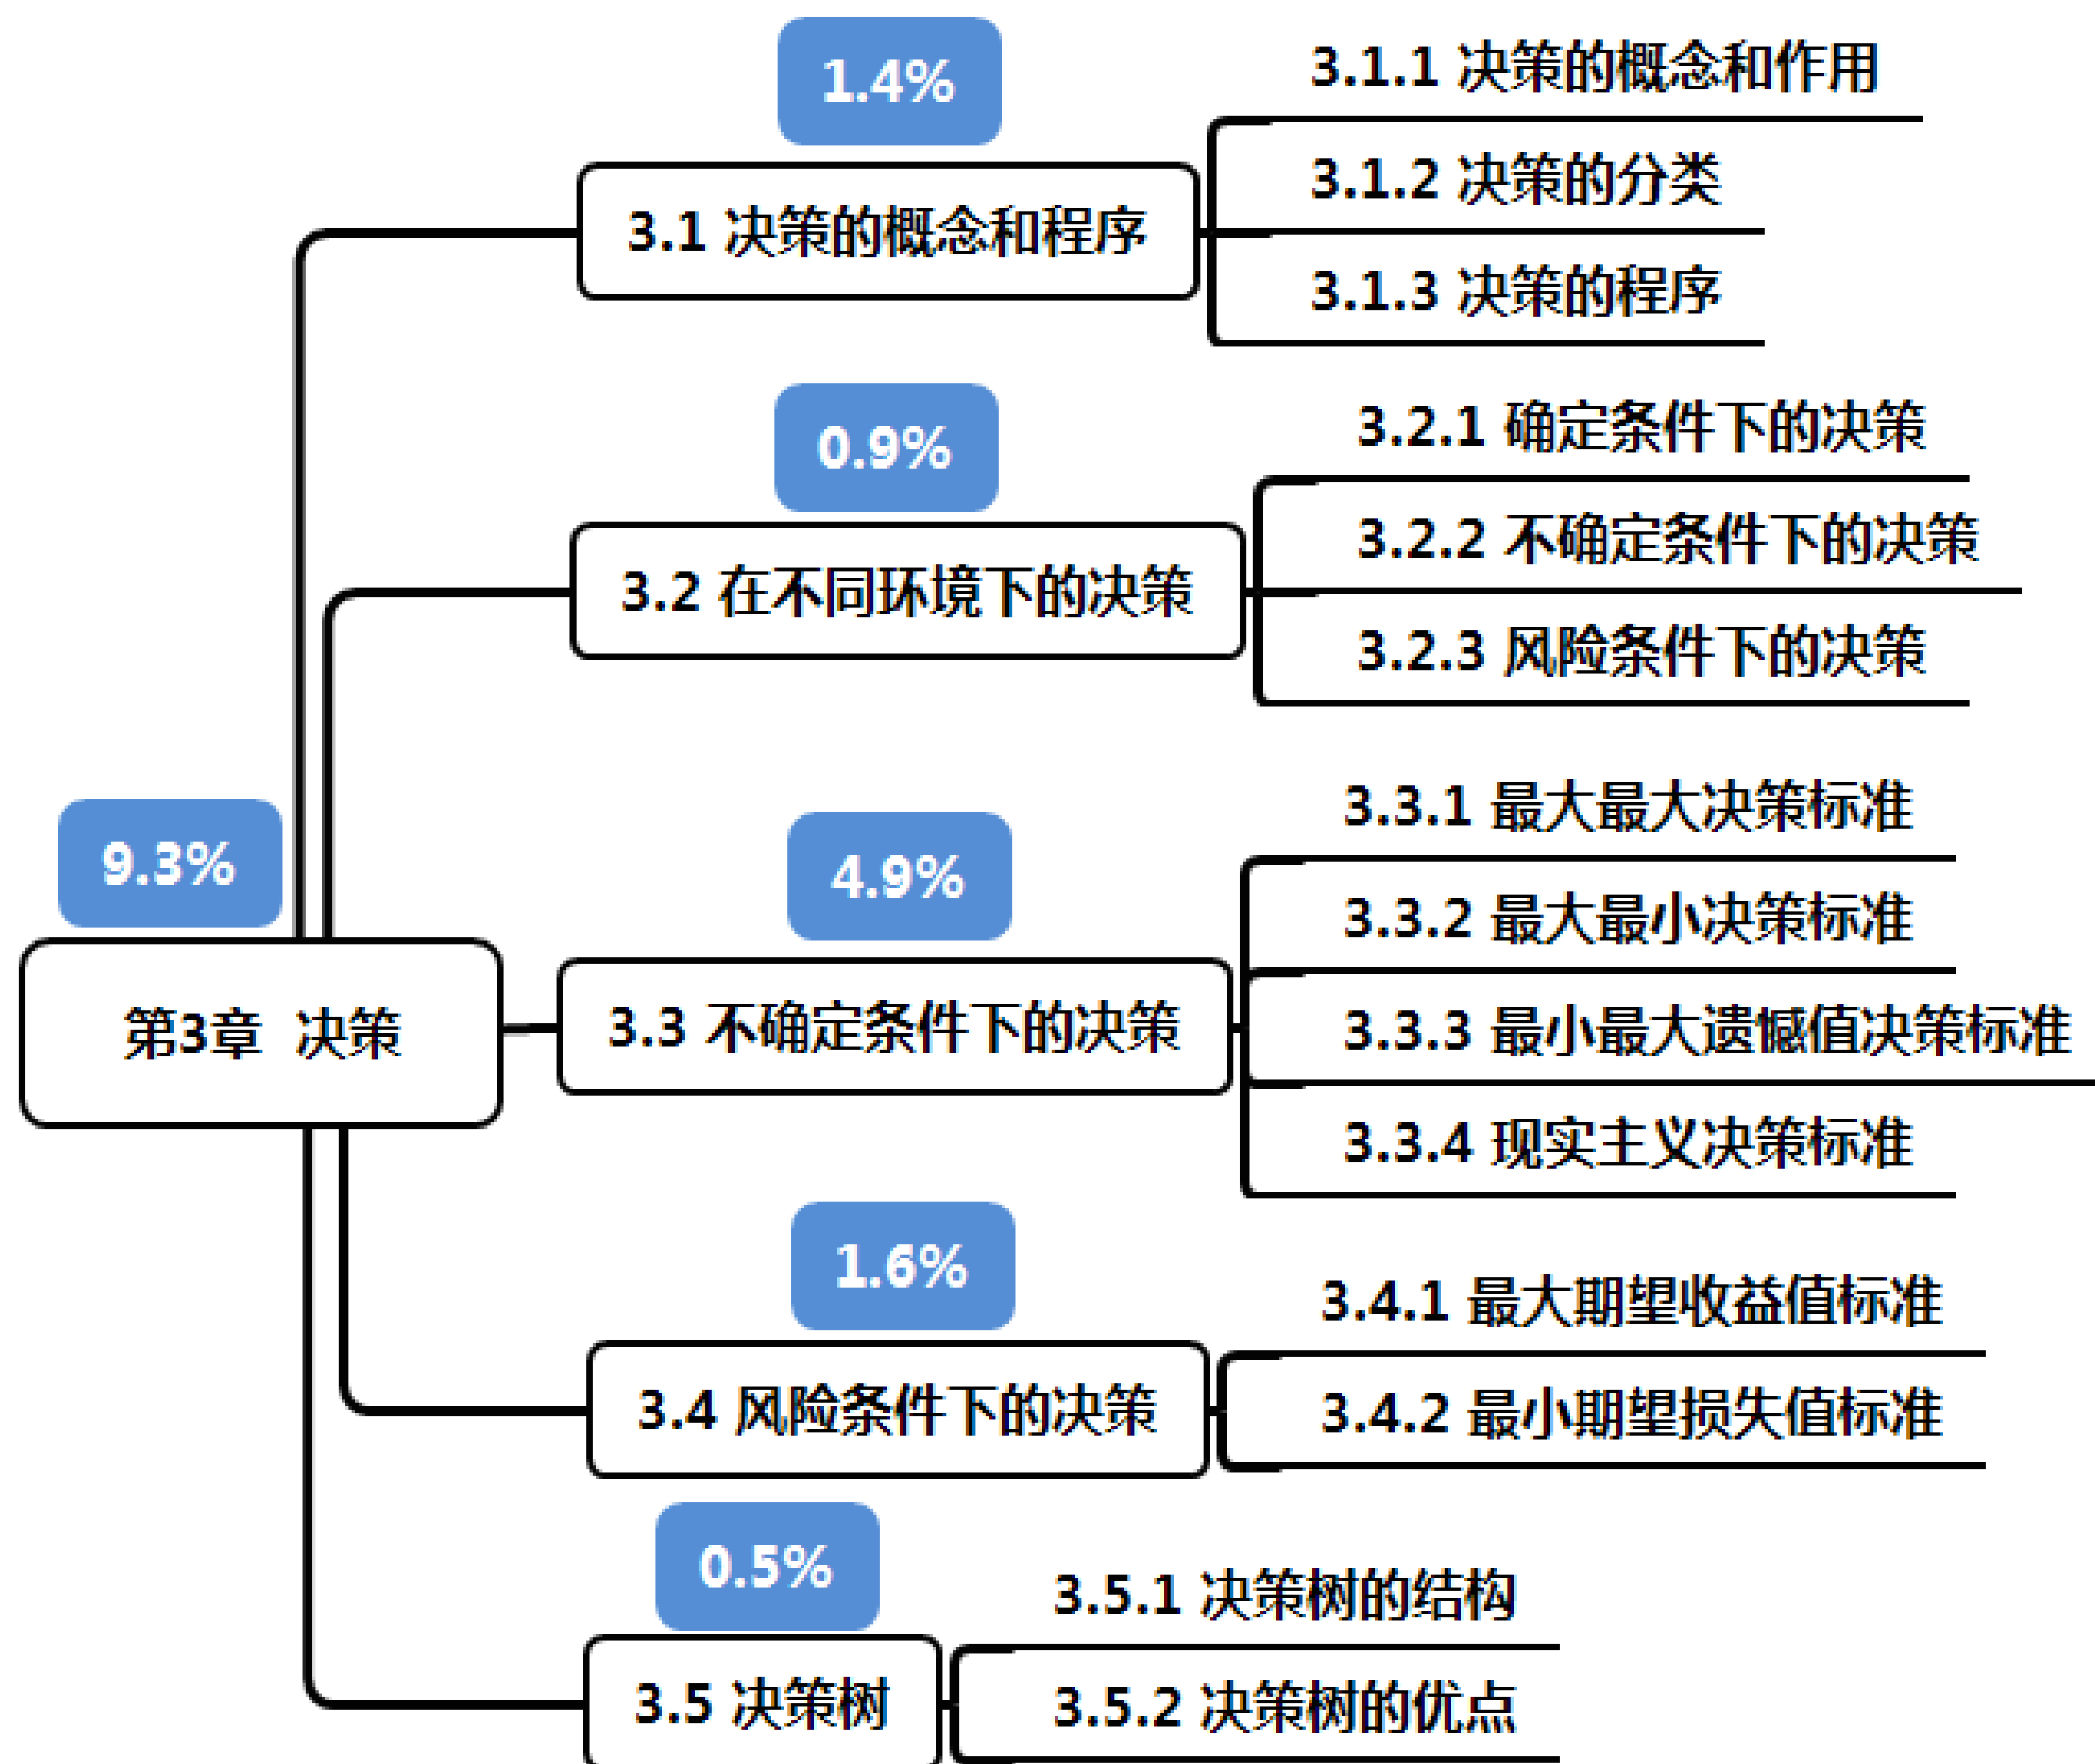 9.3%
第3章 决策
1.4%
3.1 决策的概念和程序
3.1.1 决策的概念和作用
3.1.2 决策的分类
3.1.3 决策的程序
0.9%
3.2 在不同环境下的决策
3.2.1 确定条件下的决策
3.2.2 不确定条件下的决策
3.2.3 风险条件下的决策
4.9%
3.3 不确定条件下的决策
3.3.1 最大最大决策标准
3.3.2 最大最小决策标准
3.3.3 最小最大遗憾值决策标准
3.3.4 现实主义决策标准
1.6%
3.4 风险条件下的决策
3.4.1 最大期望收益值标准
3.4.2 最小期望损失值标准
0.5%
3.5 决策树
3.5.1 决策树的结构
3.5.2 决策树的优点